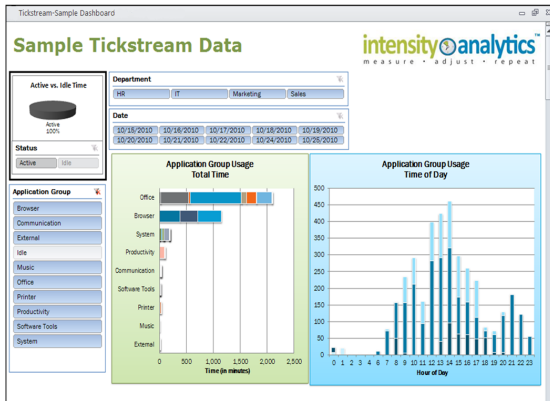 Tickstream-Sample Dashboard
Sample Tickstream Data
intensity analytics™
measure • adjust • repeat
Active vs. Idle Time
Active
100%
Status
Active Idle
Department
HR IT Marketing Sales
Date
10/15/2010 10/16/2010 10/17/2010 10/18/2010 10/19/2010
10/20/2010 10/21/2010 10/22/2010 10/24/2010 10/25/2010
Application Group
Browser
Communication
External
Idle
Music
Office
Printer
Productivity
Software Tools
System
Application Group Usage
Total Time
Office
Browser
System
Productivity
Communication
Software Tools
Printer
Music
External
0 500 1,000 1,500 2,000 2,500
Time (in minutes)
Application Group Usage
Time of Day
500
450
400
350
300
250
200
150
100
50
0
0 1 2 3 4 5 6 7 8 9 10 11 12 13 14 15 16 17 18 19 20 21 22 23
Hour of Day